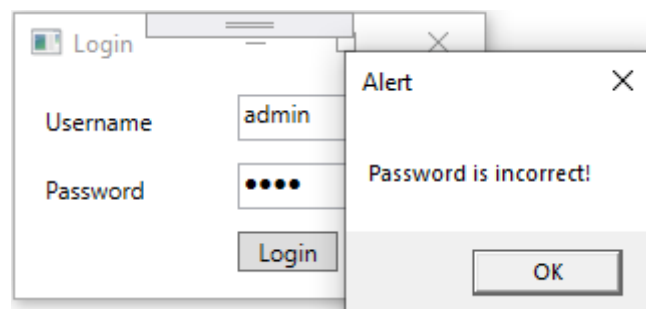 Login
Username
admin
Password
••••
Login
Alert
Password is incorrect!
OK